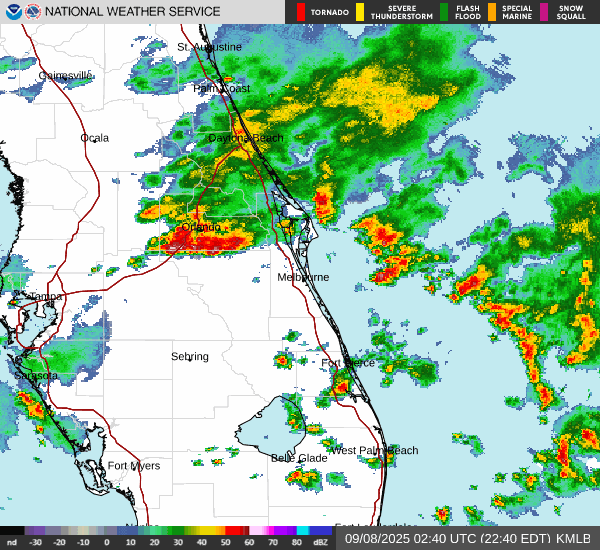 NATIONAL WEATHER SERVICE
TORNADO
SEVERE
THUNDERSTORM
FLASH
FLOOD
SPECIAL
MARINE
SNOW
SQUALL
St. Augustine
Gainesville
Palm Coast
Ocala
Daytona Beach
Orlando
Melbourne
Tampa
Sebring
Fort Pierce
Sarasota
West Palm Beach
Belle Glade
Fort Myers
nd -30 -20 -10 0 10 20 30 40 50 60 70 80 dBZ
09/08/2025 02:40 UTC (22:40 EDT) KMLB